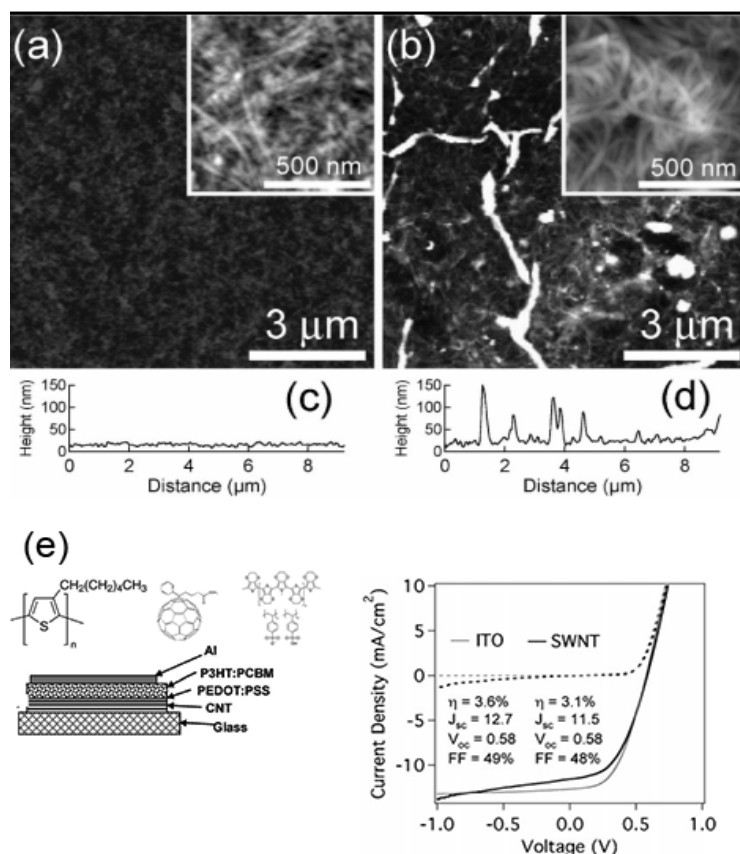 (a)
500 nm
3 μm
(b)
500 nm
3 μm
(c)
Height (nm)
150
100
50
0
0 2 4 6 8
Distance (μm)
(d)
Height (nm)
150
100
50
0
0 2 4 6 8
Distance (μm)
(e)
CH2(CH2)4CH3
S
n
Al
P3HT:PCBM
PEDOT:PSS
CNT
Glass
Current Density (mA/cm²)
10
5
0
-5
-10
ITO SWNT
η = 3.6% η = 3.1%
Jsc = 12.7 Jsc = 11.5
Voc = 0.58 Voc = 0.58
FF = 49% FF = 48%
-1.0 -0.5 0.0 0.5 1.0
Voltage (V)